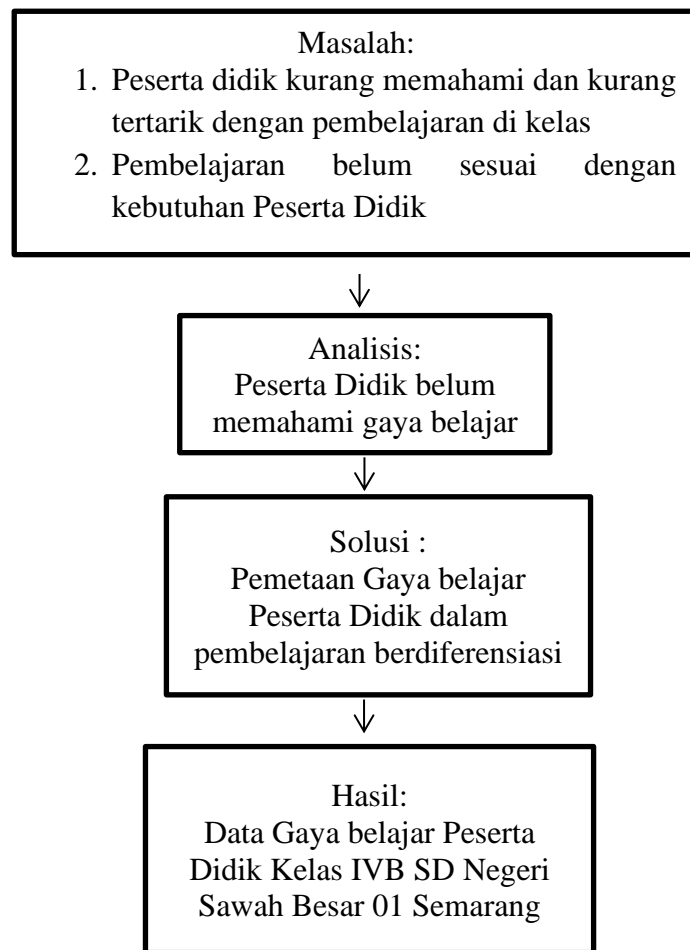 Masalah:
1. Peserta didik kurang memahami dan kurang
tertarik dengan pembelajaran di kelas
2. Pembelajaran belum sesuai dengan
kebutuhan Peserta Didik
Analisis:
Peserta Didik belum
memahami gaya belajar
Solusi :
Pemetaan Gaya belajar
Peserta Didik dalam
pembelajaran berdiferensiasi
Hasil:
Data Gaya belajar Peserta
Didik Kelas IVB SD Negeri
Sawah Besar 01 Semarang